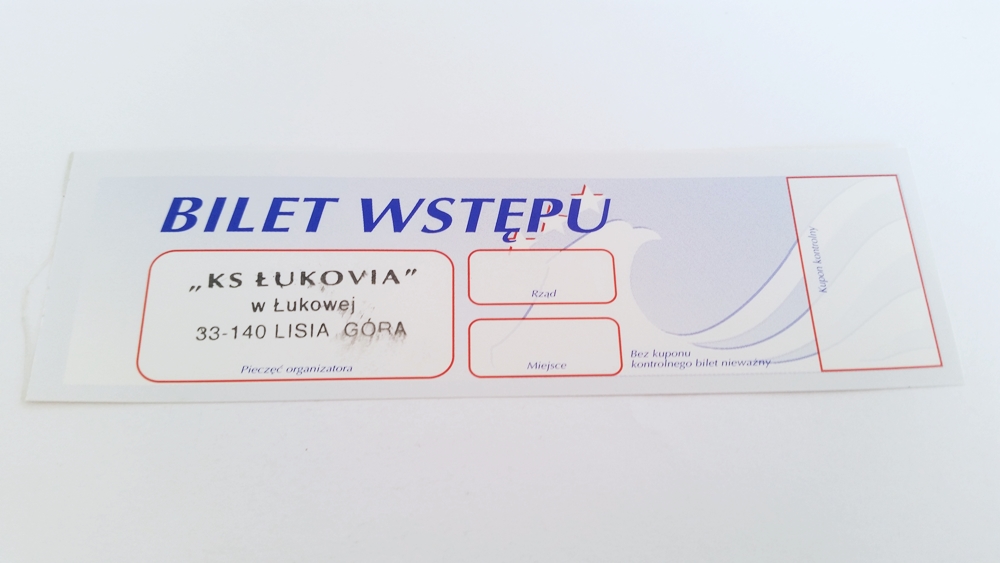 BILET WSTĘPU
„KS ŁUKOVIA”
w Łukowej
33-140 LISIA GÓRA
Pieczęć organizatora
Rząd
Miejsce
Bez kuponu
kontrolnego bilet nieważny
Kupon kontrolny